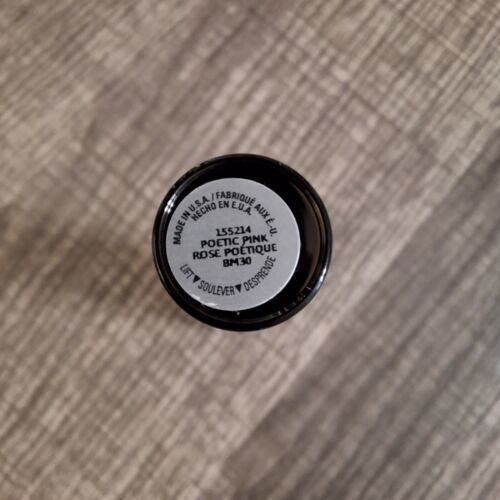 MADE IN U.S.A. / FABRIQUÉ AUX É.-U.
HECHO EN E.U.A.
155214
POETIC PINK
ROSE POÉTIQUE
BM30
LIFT▼SOULEVER▼DESPRENDE